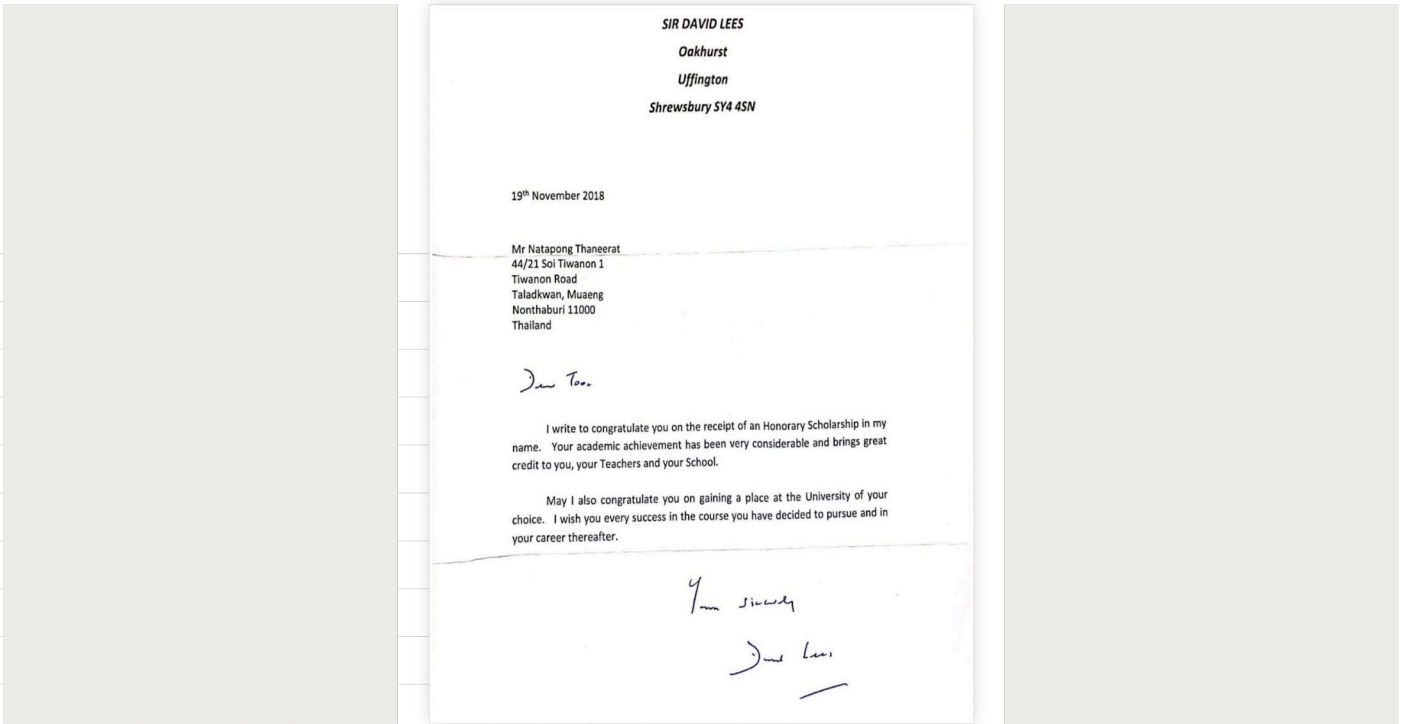 SIR DAVID LEES
Oakhurst
Uffington
Shrewsbury SY4 4SN
19th November 2018
Mr Natapong Thaneerat
44/21 Soi Tiwanon 1
Tiwanon Road
Taladkwan, Muaeng
Nonthaburi 11000
Thailand
Dear
I write to congratulate you on the receipt of an Honorary Scholarship in my
name. Your academic achievement has been very considerable and brings great
credit to you, your Teachers and your School.
May I also congratulate you on gaining a place at the University of your
choice. I wish you every success in the course you have decided to pursue and in
your career thereafter.
Yours sincerely
David Lees